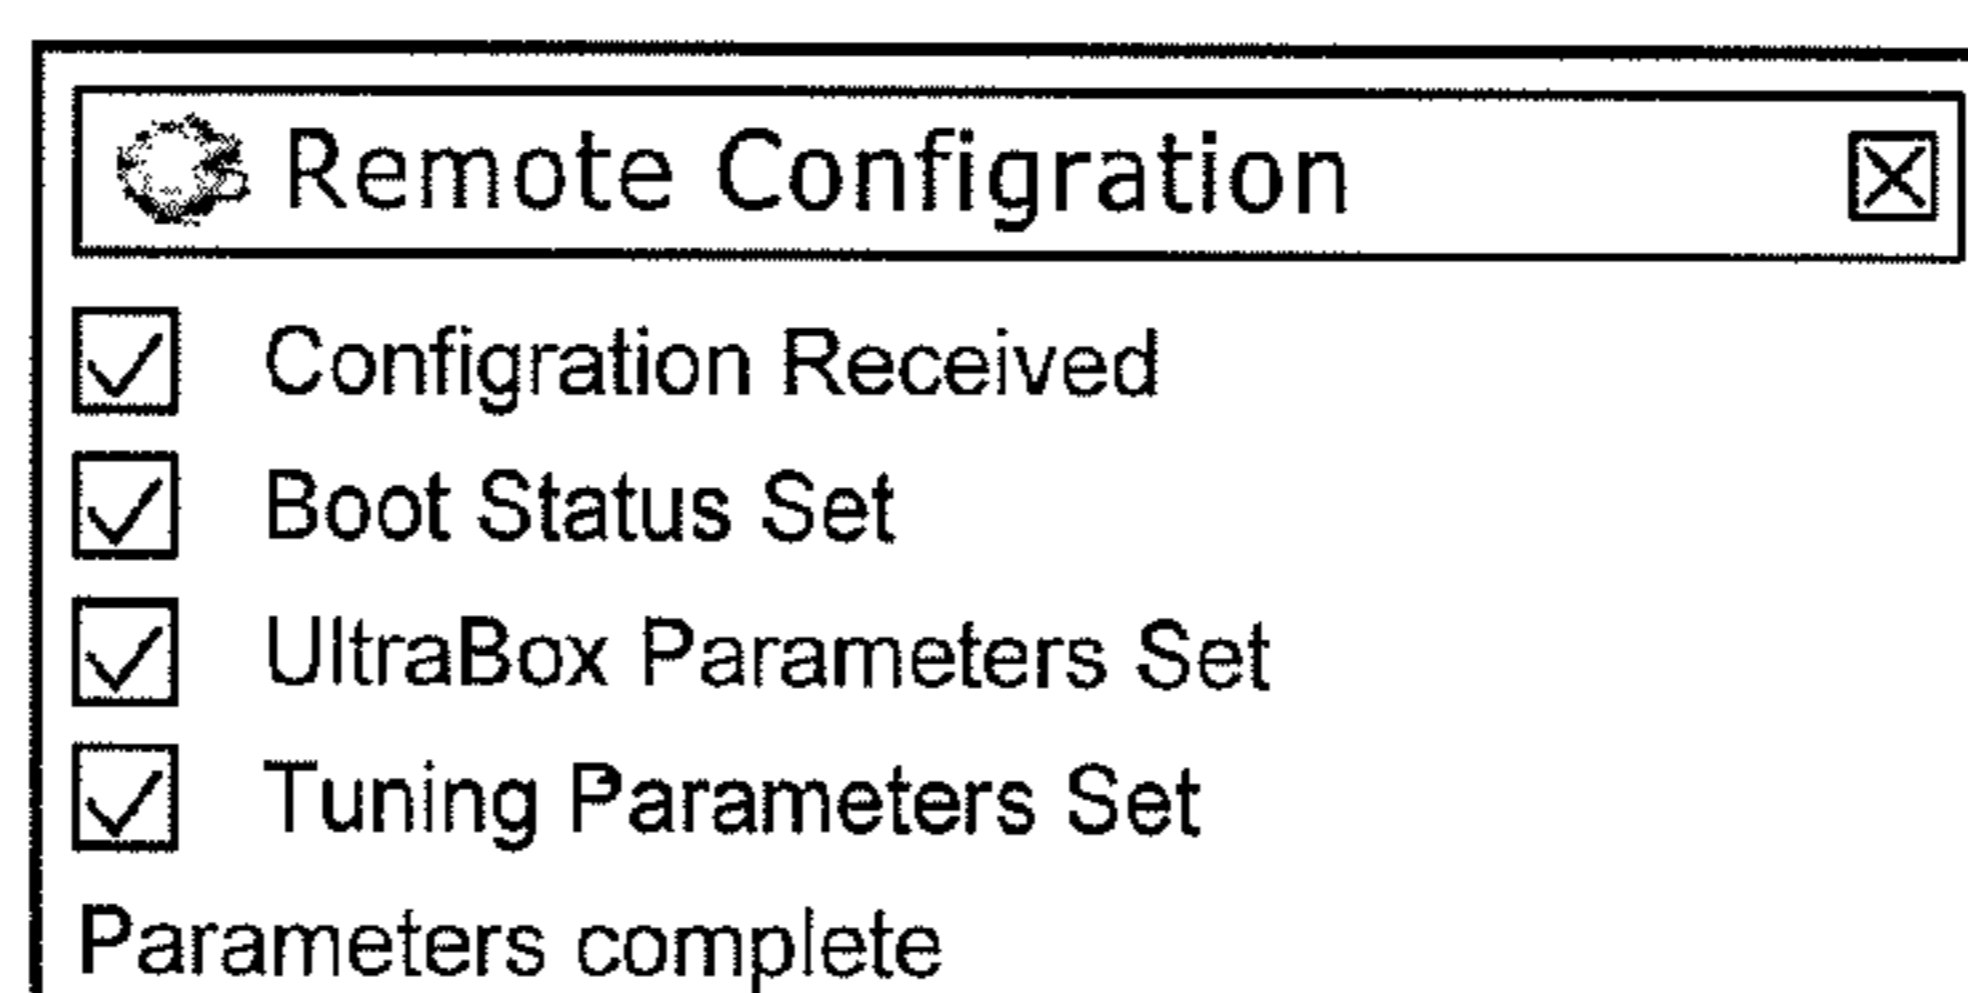 Remote Configration
Configration Received
Boot Status Set
UltraBox Parameters Set
Tuning Parameters Set
Parameters complete